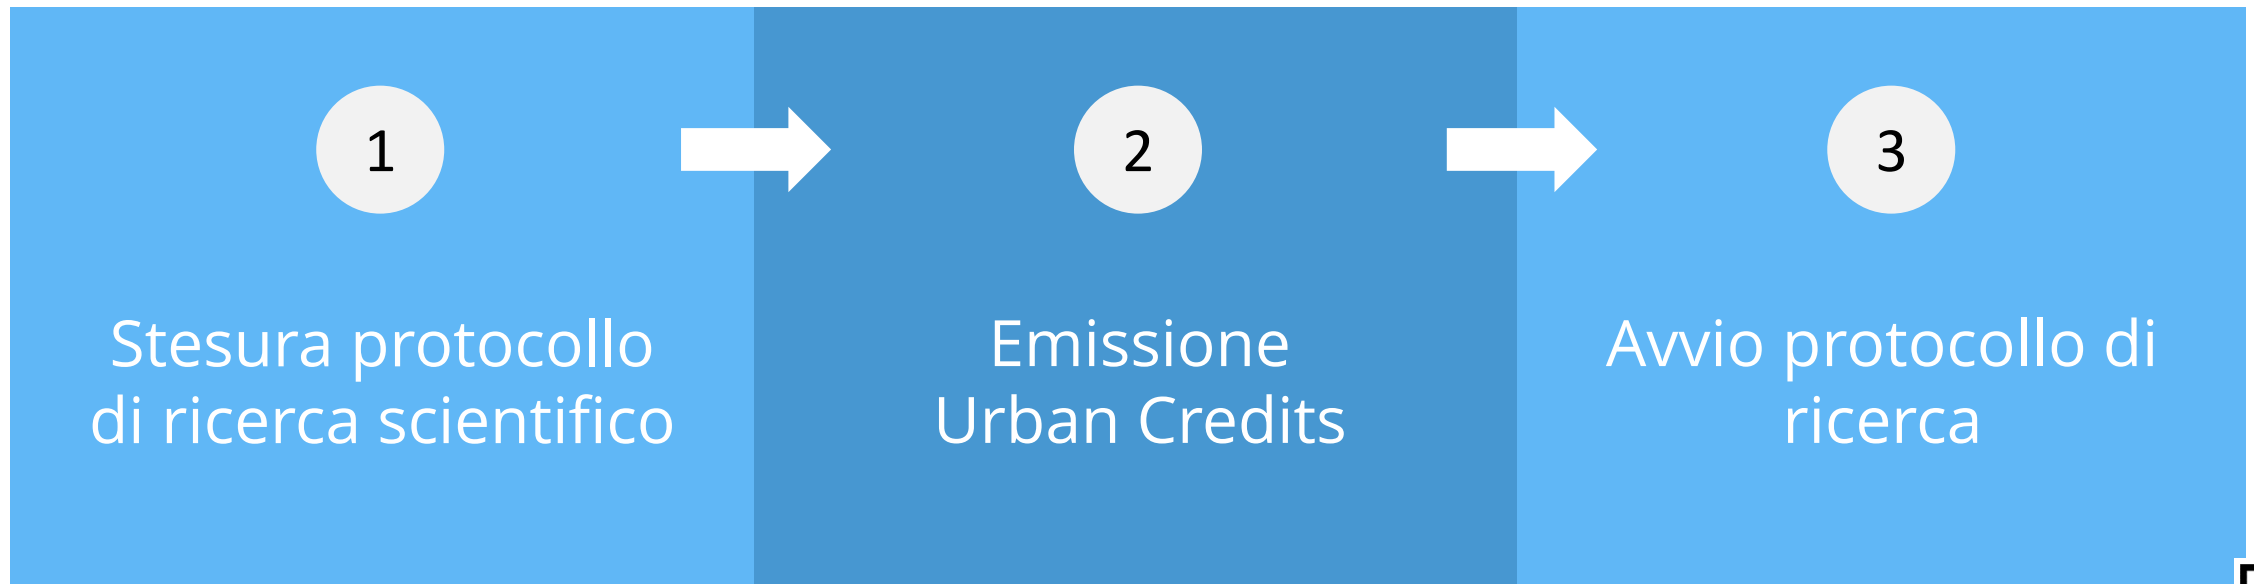 1
2
3
Stesura protocollo
di ricerca scientifico
Emissione
Urban Credits
Avvio protocollo di
ricerca